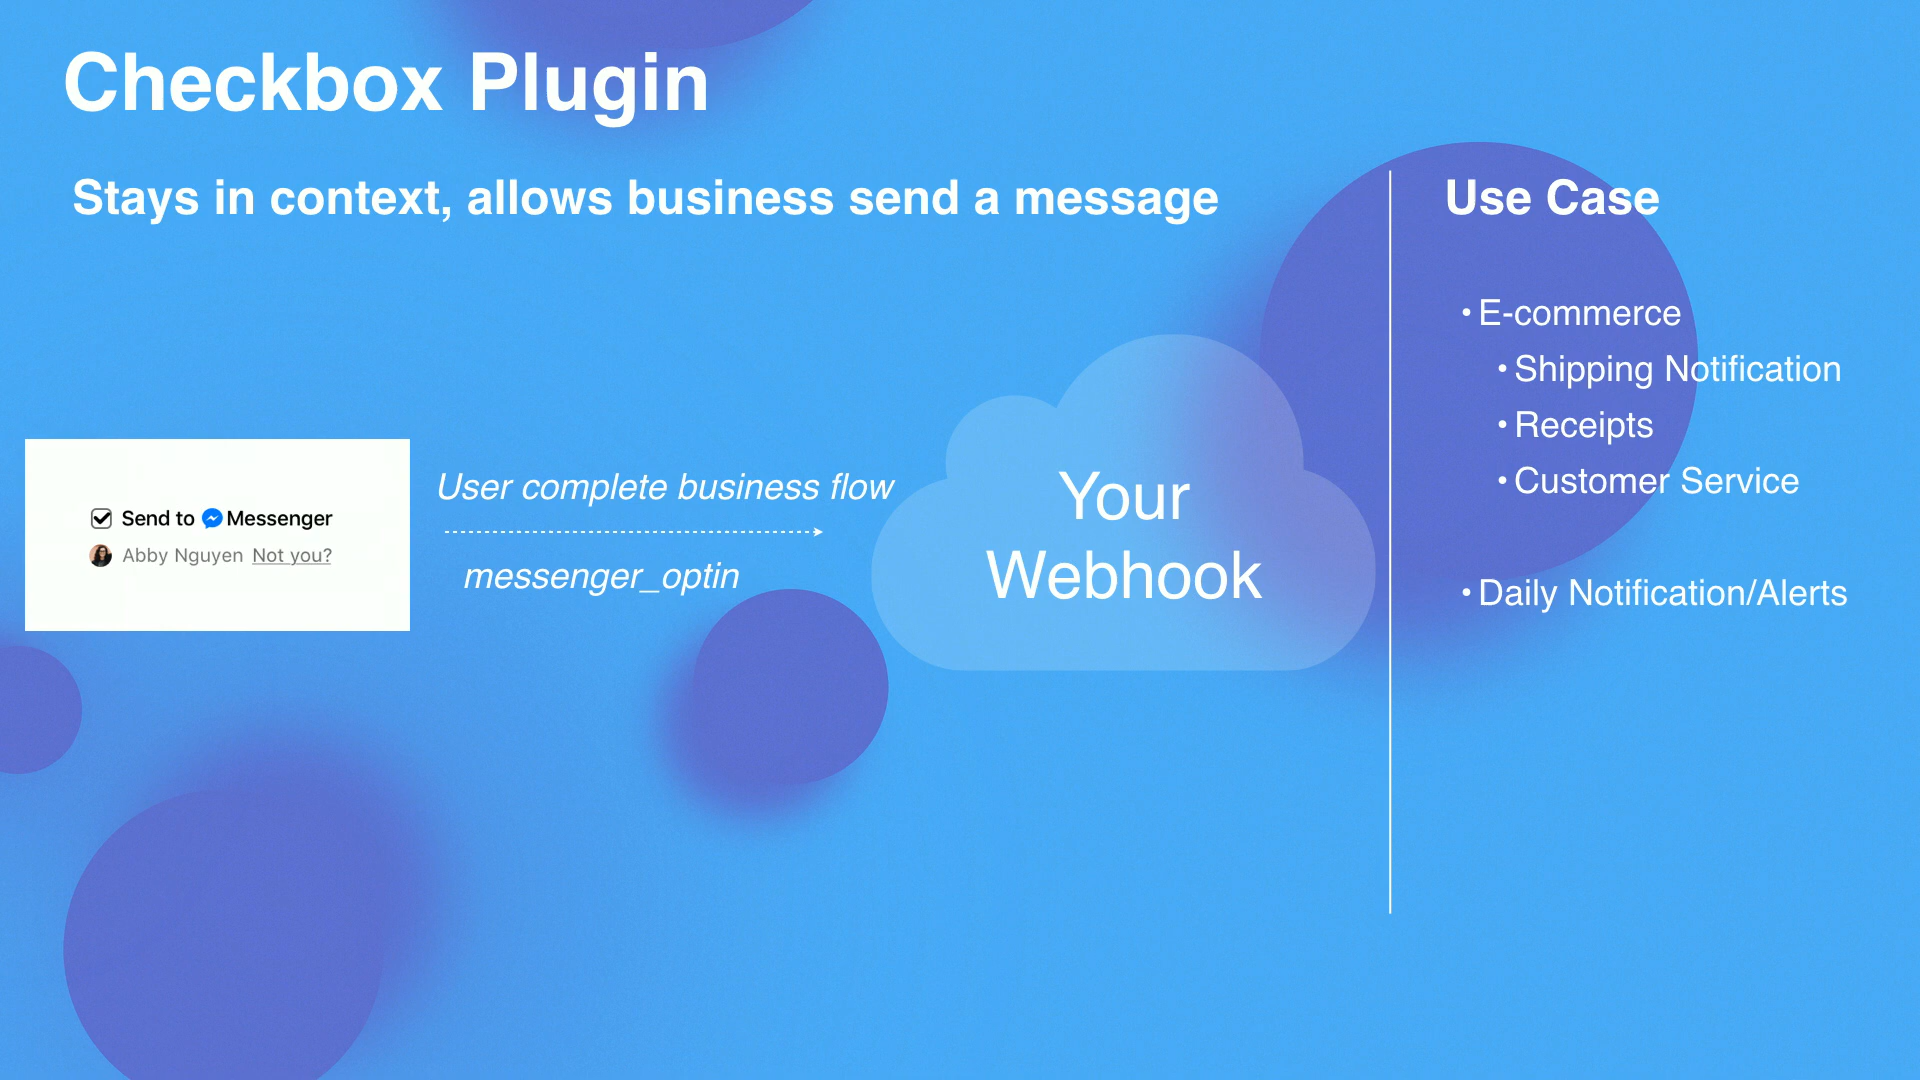 Checkbox Plugin
Stays in context, allows business send a message
Send to Messenger
Abby Nguyen Not you?
User complete business flow
messenger_optin
Your
Webhook
Use Case
• E-commerce
• Shipping Notification
• Receipts
• Customer Service
• Daily Notification/Alerts